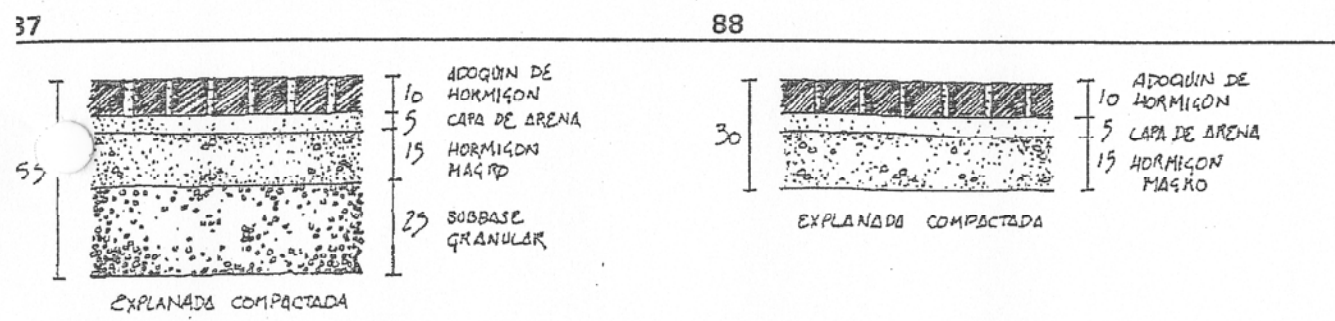 37
88
55
10 ADOQUIN DE
HORMIGON
5 CAPA DE ARENA
15 HORMIGON
MAGRO
25 SUBBASE
GRANULAR
EXPLANADA COMPACTADA
30
10 ADOQUIN DE
HORMIGON
5 CAPA DE ARENA
15 HORMIGON
MAGRO
EXPLANADA COMPACTADA